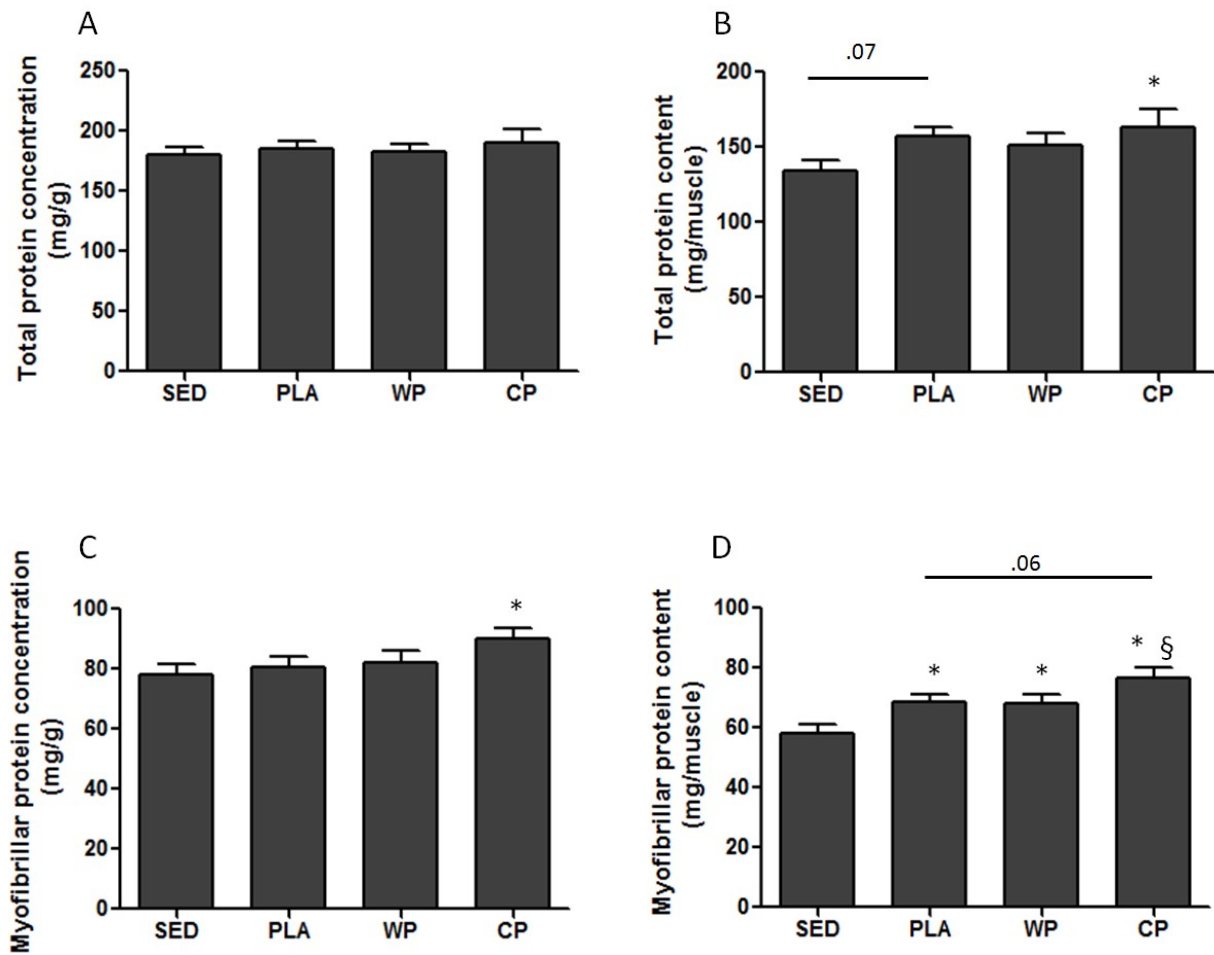 A
Total protein concentration
(mg/g)
250
200
150
100
50
0
SED PLA WP CP
B
.07
Total protein content
(mg/muscle)
200
150
100
50
0
*
SED PLA WP CP
C
Myofibrillar protein concentration
(mg/g)
100
80
60
40
20
0
*
SED PLA WP CP
D
.06
Myofibrillar protein content
(mg/muscle)
100
80
60
40
20
0
* * * §
SED PLA WP CP